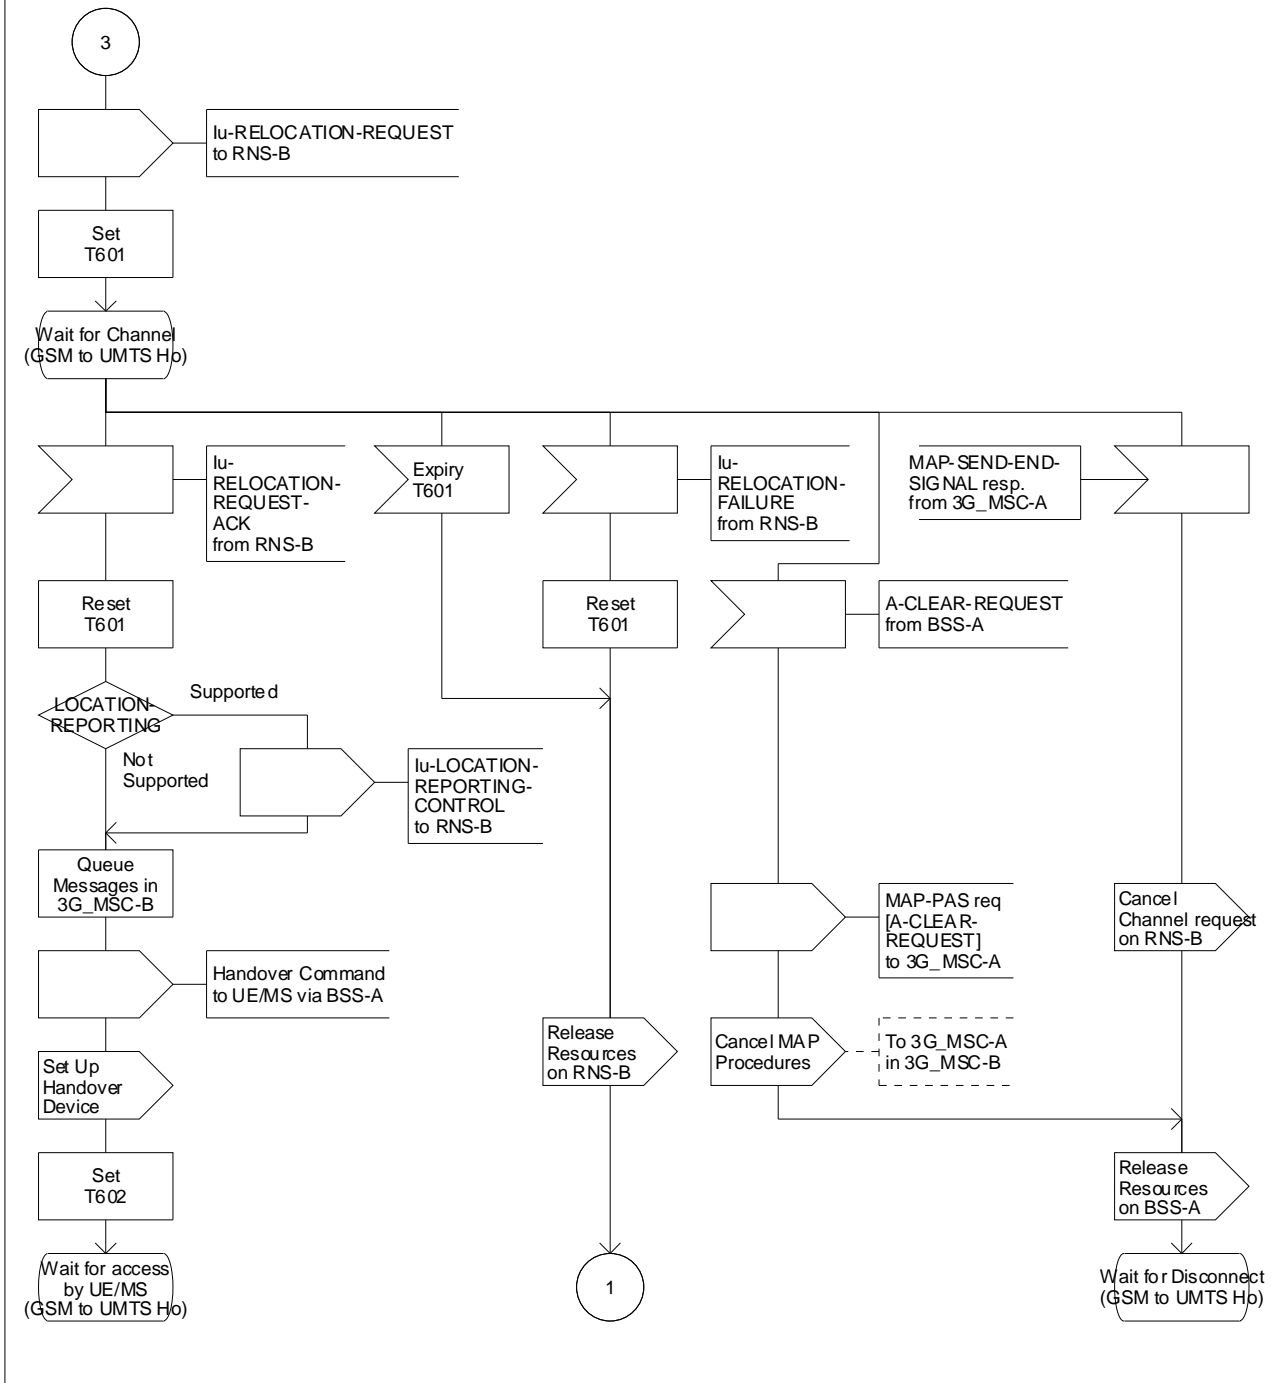 3
Iu-RELOCATION-REQUEST
to RNS-B
Set
T601
Wait for Channel
(GSM to UMTS Ho)
Iu-
RELOCATION-
REQUEST-
ACK
from RNS-B
Expiry
T601
Iu-
RELOCATION-
FAILURE
from RNS-B
MAP-SEND-END-
SIGNAL resp.
from 3G_MSC-A
Reset
T601
Reset
T601
A-CLEAR-REQUEST
from BSS-A
LOCATION-
REPORTING
Supported
Not
Supported
Iu-LOCATION-
REPORTING-
CONTROL
to RNS-B
Queue
Messages in
3G_MSC-B
MAP-PAS req
[A-CLEAR-
REQUEST]
to 3G_MSC-A
Cancel
Channel request
on RNS-B
Handover Command
to UE/MS via BSS-A
Set Up
Handover
Device
Release
Resources
on RNS-B
Cancel MAP
Procedures
To 3G_MSC-A
in 3G_MSC-B
Set
T602
Release
Resources
on BSS-A
Wait for access
by UE/MS
(GSM to UMTS Ho)
1
Wait for Disconnect
(GSM to UMTS Ho)